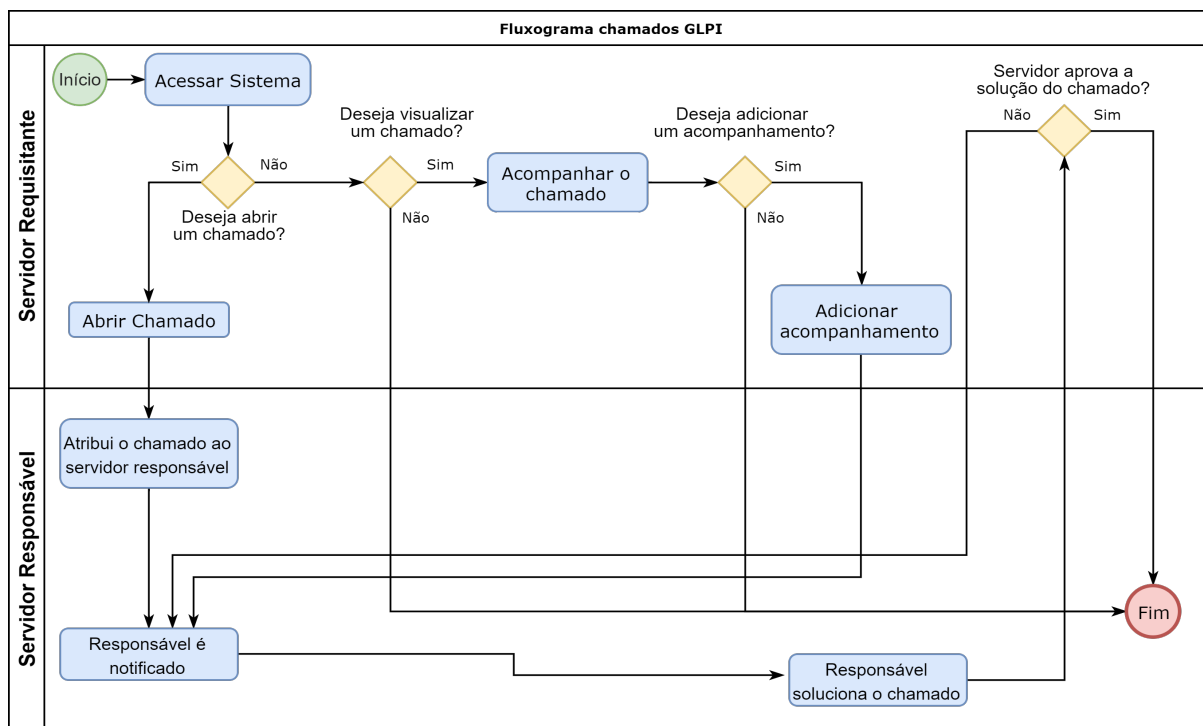 Fluxograma chamados GLPI
Servidor Requisitante
Início
Acessar Sistema
Sim
Não
Deseja abrir
um chamado?
Deseja visualizar
um chamado?
Sim
Não
Acompanhar o
chamado
Deseja adicionar
um acompanhamento?
Sim
Não
Servidor aprova a
solução do chamado?
Não
Sim
Abrir Chamado
Adicionar
acompanhamento
Servidor Responsável
Atribui o chamado ao
servidor responsável
Responsável é
notificado
Responsável
soluciona o chamado
Fim